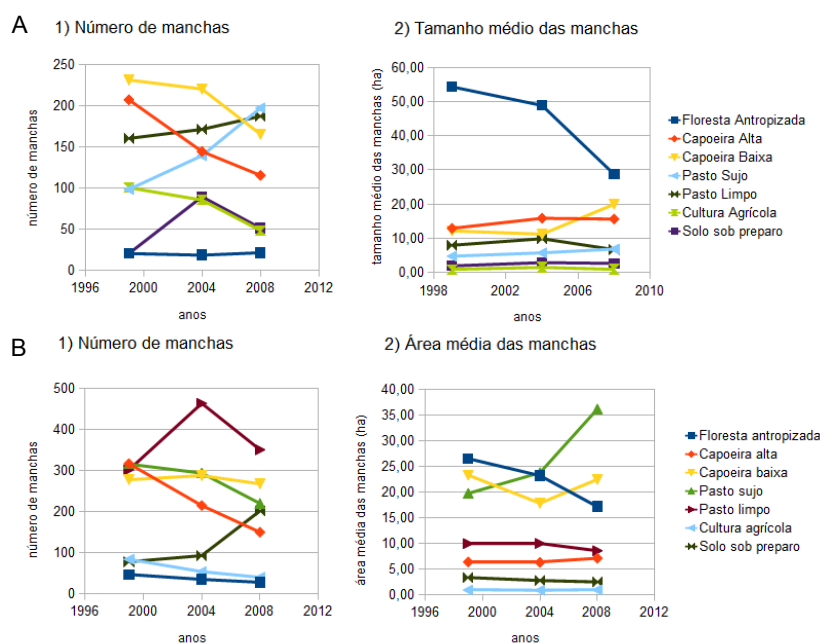 A
1) Número de manchas
número de manchas
250
200
150
100
50
0
1996
2000
2004
2008
2012
anos
2) Tamanho médio das manchas
tamanho médio das manchas (ha)
60,00
50,00
40,00
30,00
20,00
10,00
0,00
1998
2002
2006
2010
anos
Floresta Antropizada
Capoeira Alta
Capoeira Baixa
Pasto Sujo
Pasto Limpo
Cultura Agrícola
Solo sob preparo
B
1) Número de manchas
número de manchas
500
400
300
200
100
0
1996
2000
2004
2008
2012
anos
2) Área média das manchas
área média das manchas (ha)
40,00
35,00
30,00
25,00
20,00
15,00
10,00
5,00
0,00
1996
2000
2004
2008
2012
anos
Floresta antropizada
Capoeira alta
Capoeira baixa
Pasto sujo
Pasto limpo
Cultura agrícola
Solo sob preparo